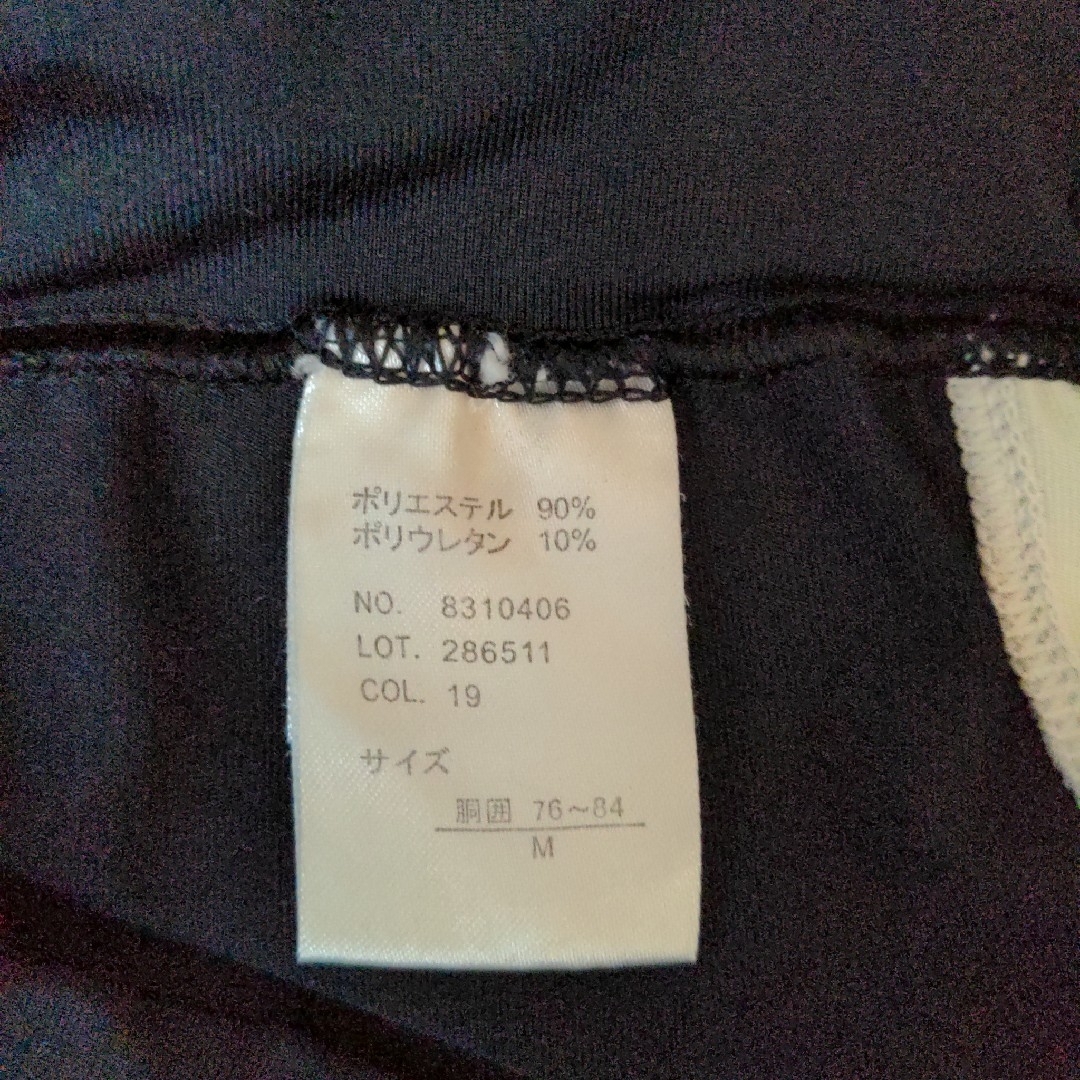 ポリエステル 90%
ポリウレタン 10%
NO. 8310406
LOT. 286511
COL. 19
サイズ
胴囲 76～84
M